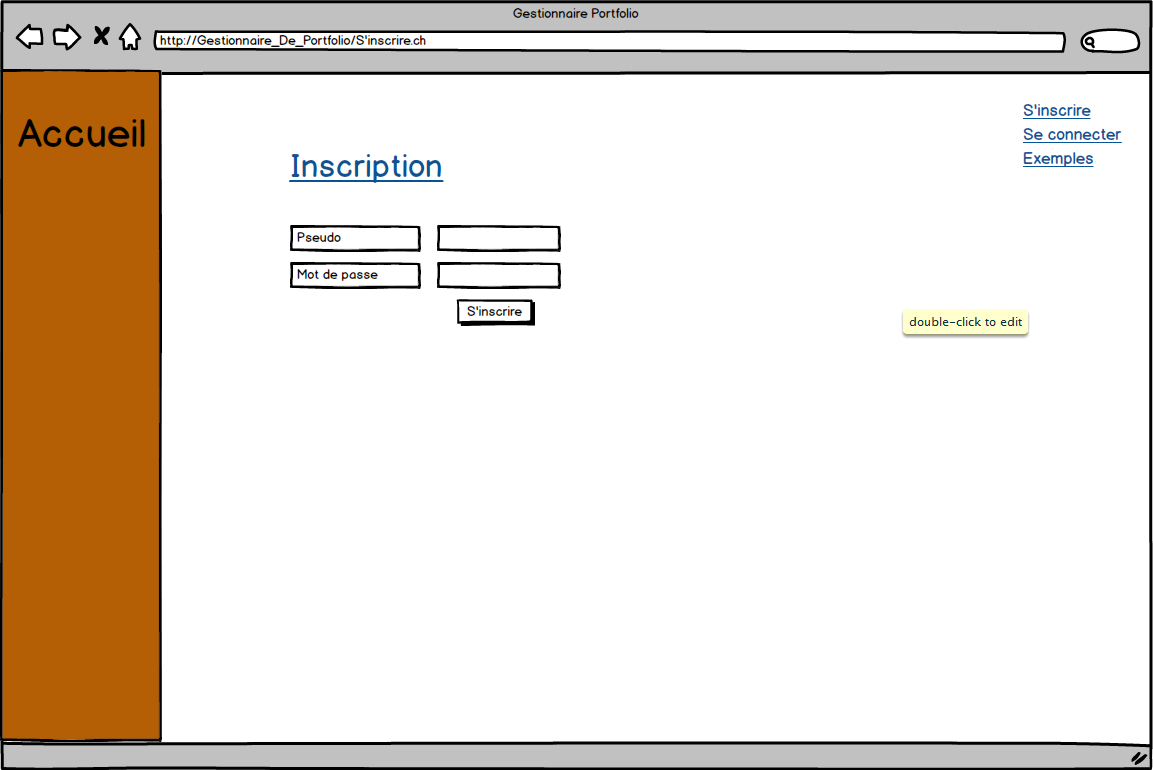 Gestionnaire Portfolio
http://Gestionnaire_De_Portfolio/S'inscrire.ch
Accueil
S'inscrire
Se connecter
Exemples
Inscription
Pseudo
Mot de passe
S'inscrire
double-click to edit